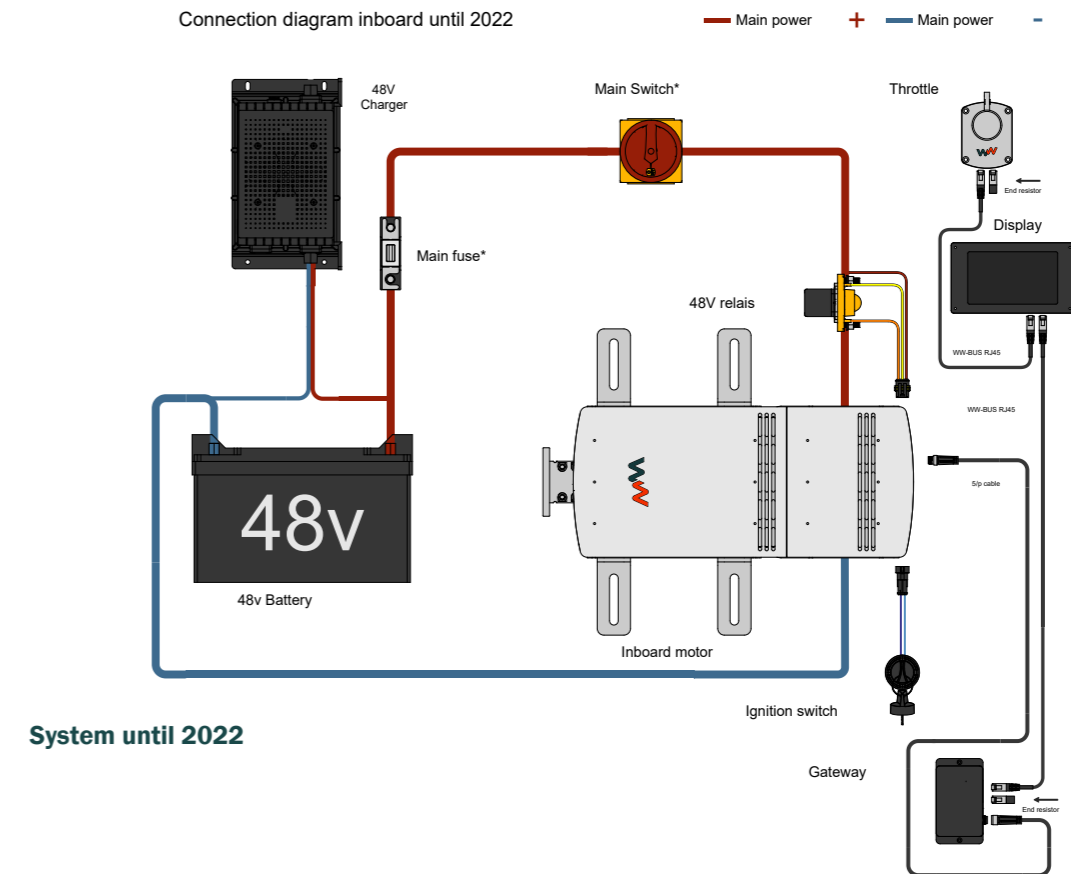 Connection diagram inboard until 2022
Main power +
Main power -
48V
Charger
Main Switch*
Throttle
End resistor
Display
Main fuse*
48V relais
WW-BUS RJ45
WW-BUS RJ45
5/p cable
48v
48v Battery
Inboard motor
Ignition switch
System until 2022
Gateway
End resistor